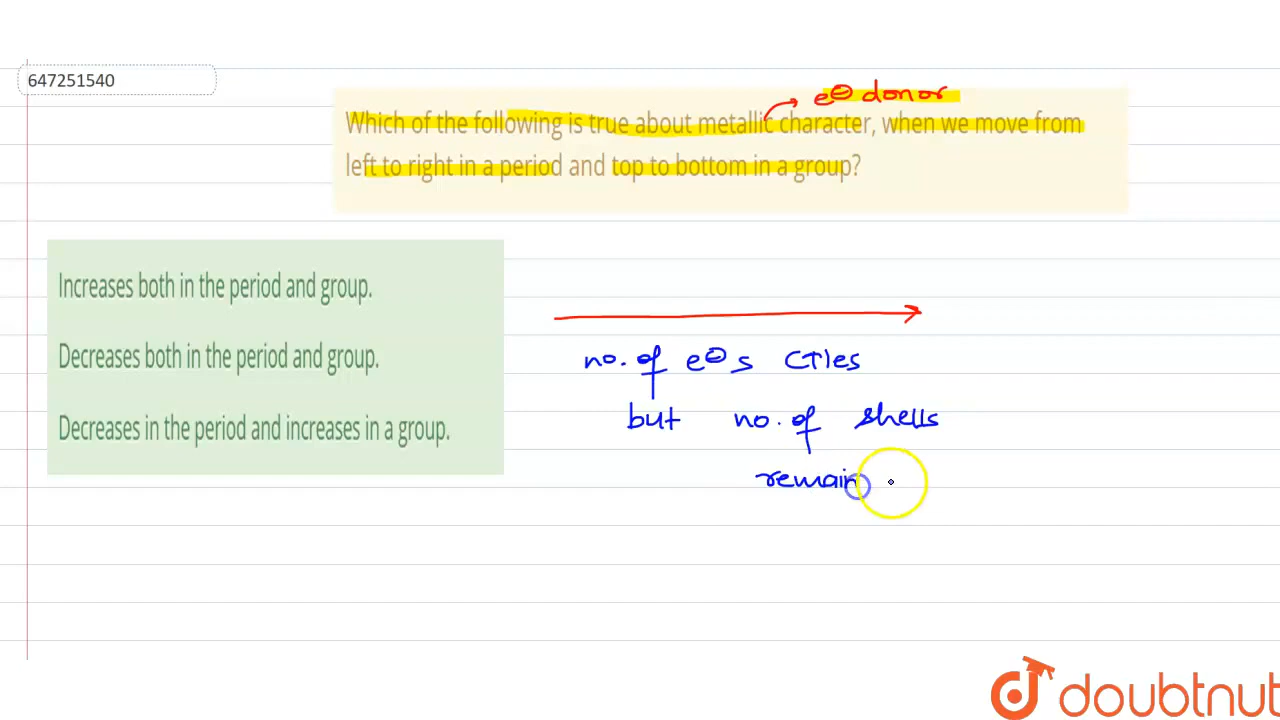 647251540
e⊖ donor
Which of the following is true about metallic character, when we move from
left to right in a period and top to bottom in a group?
Increases both in the period and group.
Decreases both in the period and group.
Decreases in the period and increases in a group.
no. of e⊖s
but no. of shells
remain
doubtnut